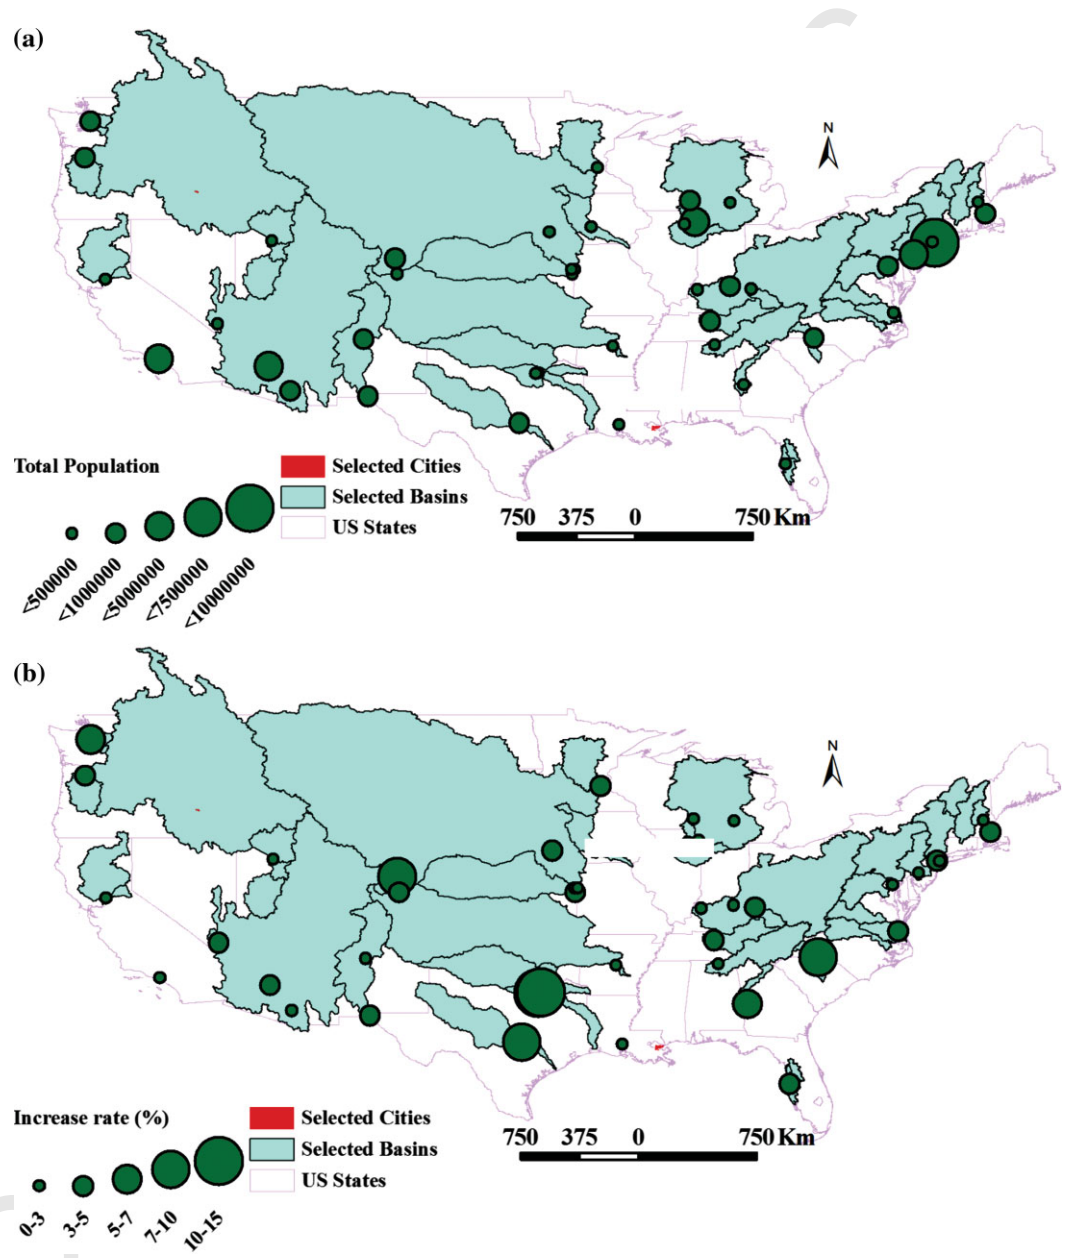 (a)
N
Total Population
Selected Cities
Selected Basins
US States
750 375 0 750 Km
<500000
<1000000
<5000000
<7500000
<10000000
(b)
N
Increase rate (%)
Selected Cities
Selected Basins
US States
750 375 0 750 Km
0-3
3-5
5-7
7-10
10-15